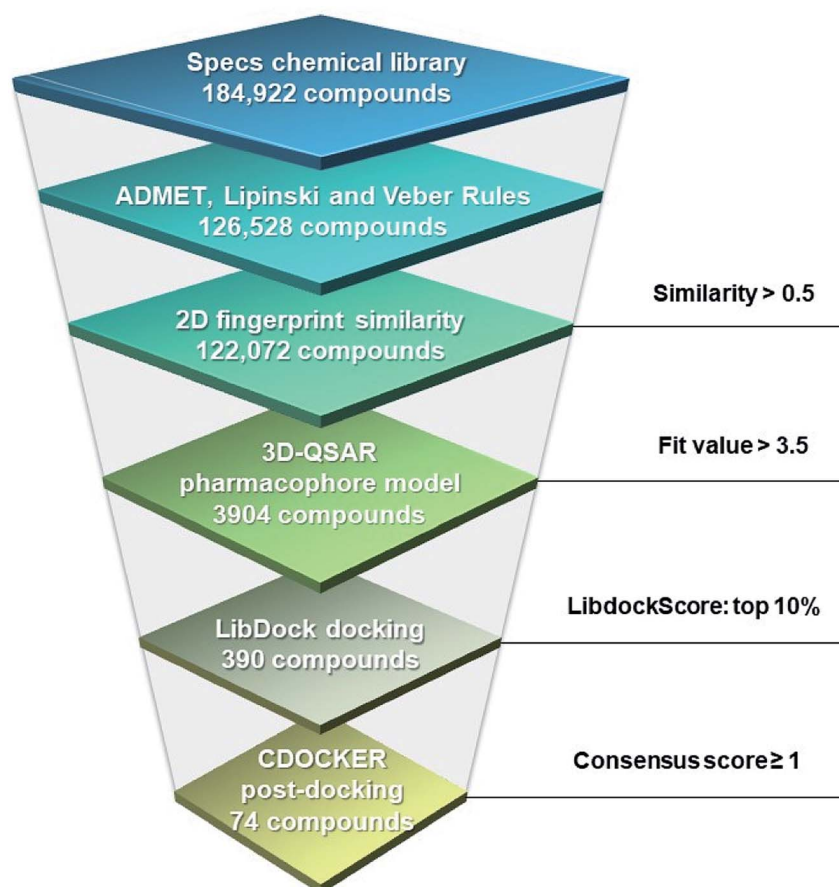 Specs chemical library
184,922 compounds
ADMET, Lipinski and Veber Rules
126,528 compounds
Similarity > 0.5
2D fingerprint similarity
122,072 compounds
Fit value > 3.5
3D-QSAR
pharmacophore model
3904 compounds
LibdockScore: top 10%
LibDock docking
390 compounds
Consensus score ≥ 1
CDOCKER
post-docking
74 compounds